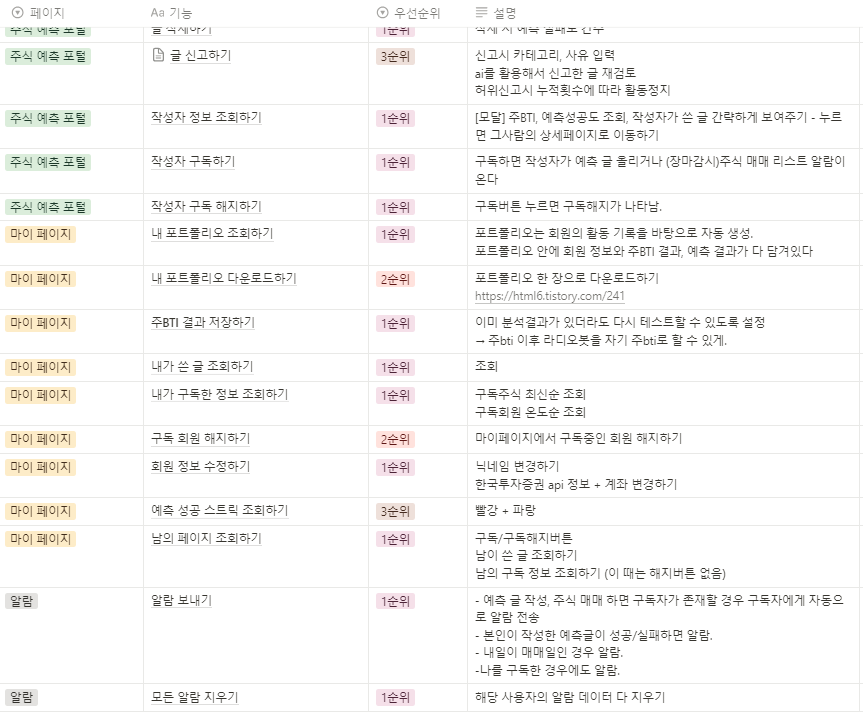 페이지 Aa 기능 우선순위 설명
주식 예측 포털 글 삭제하기 1순위 삭제 시 예측 실패로 간주
주식 예측 포털 글 신고하기 3순위 신고시 카테고리, 사유 입력
ai를 활용해서 신고한 글 재검토
허위신고시 누적횟수에 따라 활동정지
주식 예측 포털 작성자 정보 조회하기 1순위 [모달] 주BTI, 예측성공도 조회, 작성자가 쓴 글 간략하게 보여주기 - 누르
면 그사람의 상세페이지로 이동하기
주식 예측 포털 작성자 구독하기 1순위 구독하면 작성자가 예측 글 올리거나 (장마감시)주식 매매 리스트 알람이
온다
주식 예측 포털 작성자 구독 해지하기 1순위 구독버튼 누르면 구독해지가 나타남.
마이 페이지 내 포트폴리오 조회하기 1순위 포트폴리오는 회원의 활동 기록을 바탕으로 자동 생성.
포트폴리오 안에 회원 정보와 주BTI 결과, 예측 결과가 다 담겨있다
마이 페이지 내 포트폴리오 다운로드하기 2순위 포트폴리오 한 장으로 다운로드하기
https://html6.tistory.com/241
마이 페이지 주BTI 결과 저장하기 1순위 이미 분석결과가 있더라도 다시 테스트할 수 있도록 설정
→ 주bti 이후 라디오봇을 자기 주bti로 할 수 있게.
마이 페이지 내가 쓴 글 조회하기 1순위 조회
마이 페이지 내가 구독한 정보 조회하기 1순위 구독주식 최신순 조회
구독회원 온도순 조회
마이 페이지 구독 회원 해지하기 2순위 마이페이지에서 구독중인 회원 해지하기
마이 페이지 회원 정보 수정하기 1순위 닉네임 변경하기
한국투자증권 api 정보 + 계좌 변경하기
마이 페이지 예측 성공 스트릭 조회하기 3순위 빨강 + 파랑
마이 페이지 남의 페이지 조회하기 1순위 구독/구독해지버튼
남이 쓴 글 조회하기
남의 구독 정보 조회하기 (이 때는 해지버튼 없음)
알람 알람 보내기 1순위 - 예측 글 작성, 주식 매매 하면 구독자가 존재할 경우 구독자에게 자동으
로 알람 전송
- 본인이 작성한 예측글이 성공/실패하면 알람.
- 내일이 매매일인 경우 알람.
-나를 구독한 경우에도 알람.
알람 모든 알람 지우기 1순위 해당 사용자의 알람 데이터 다 지우기